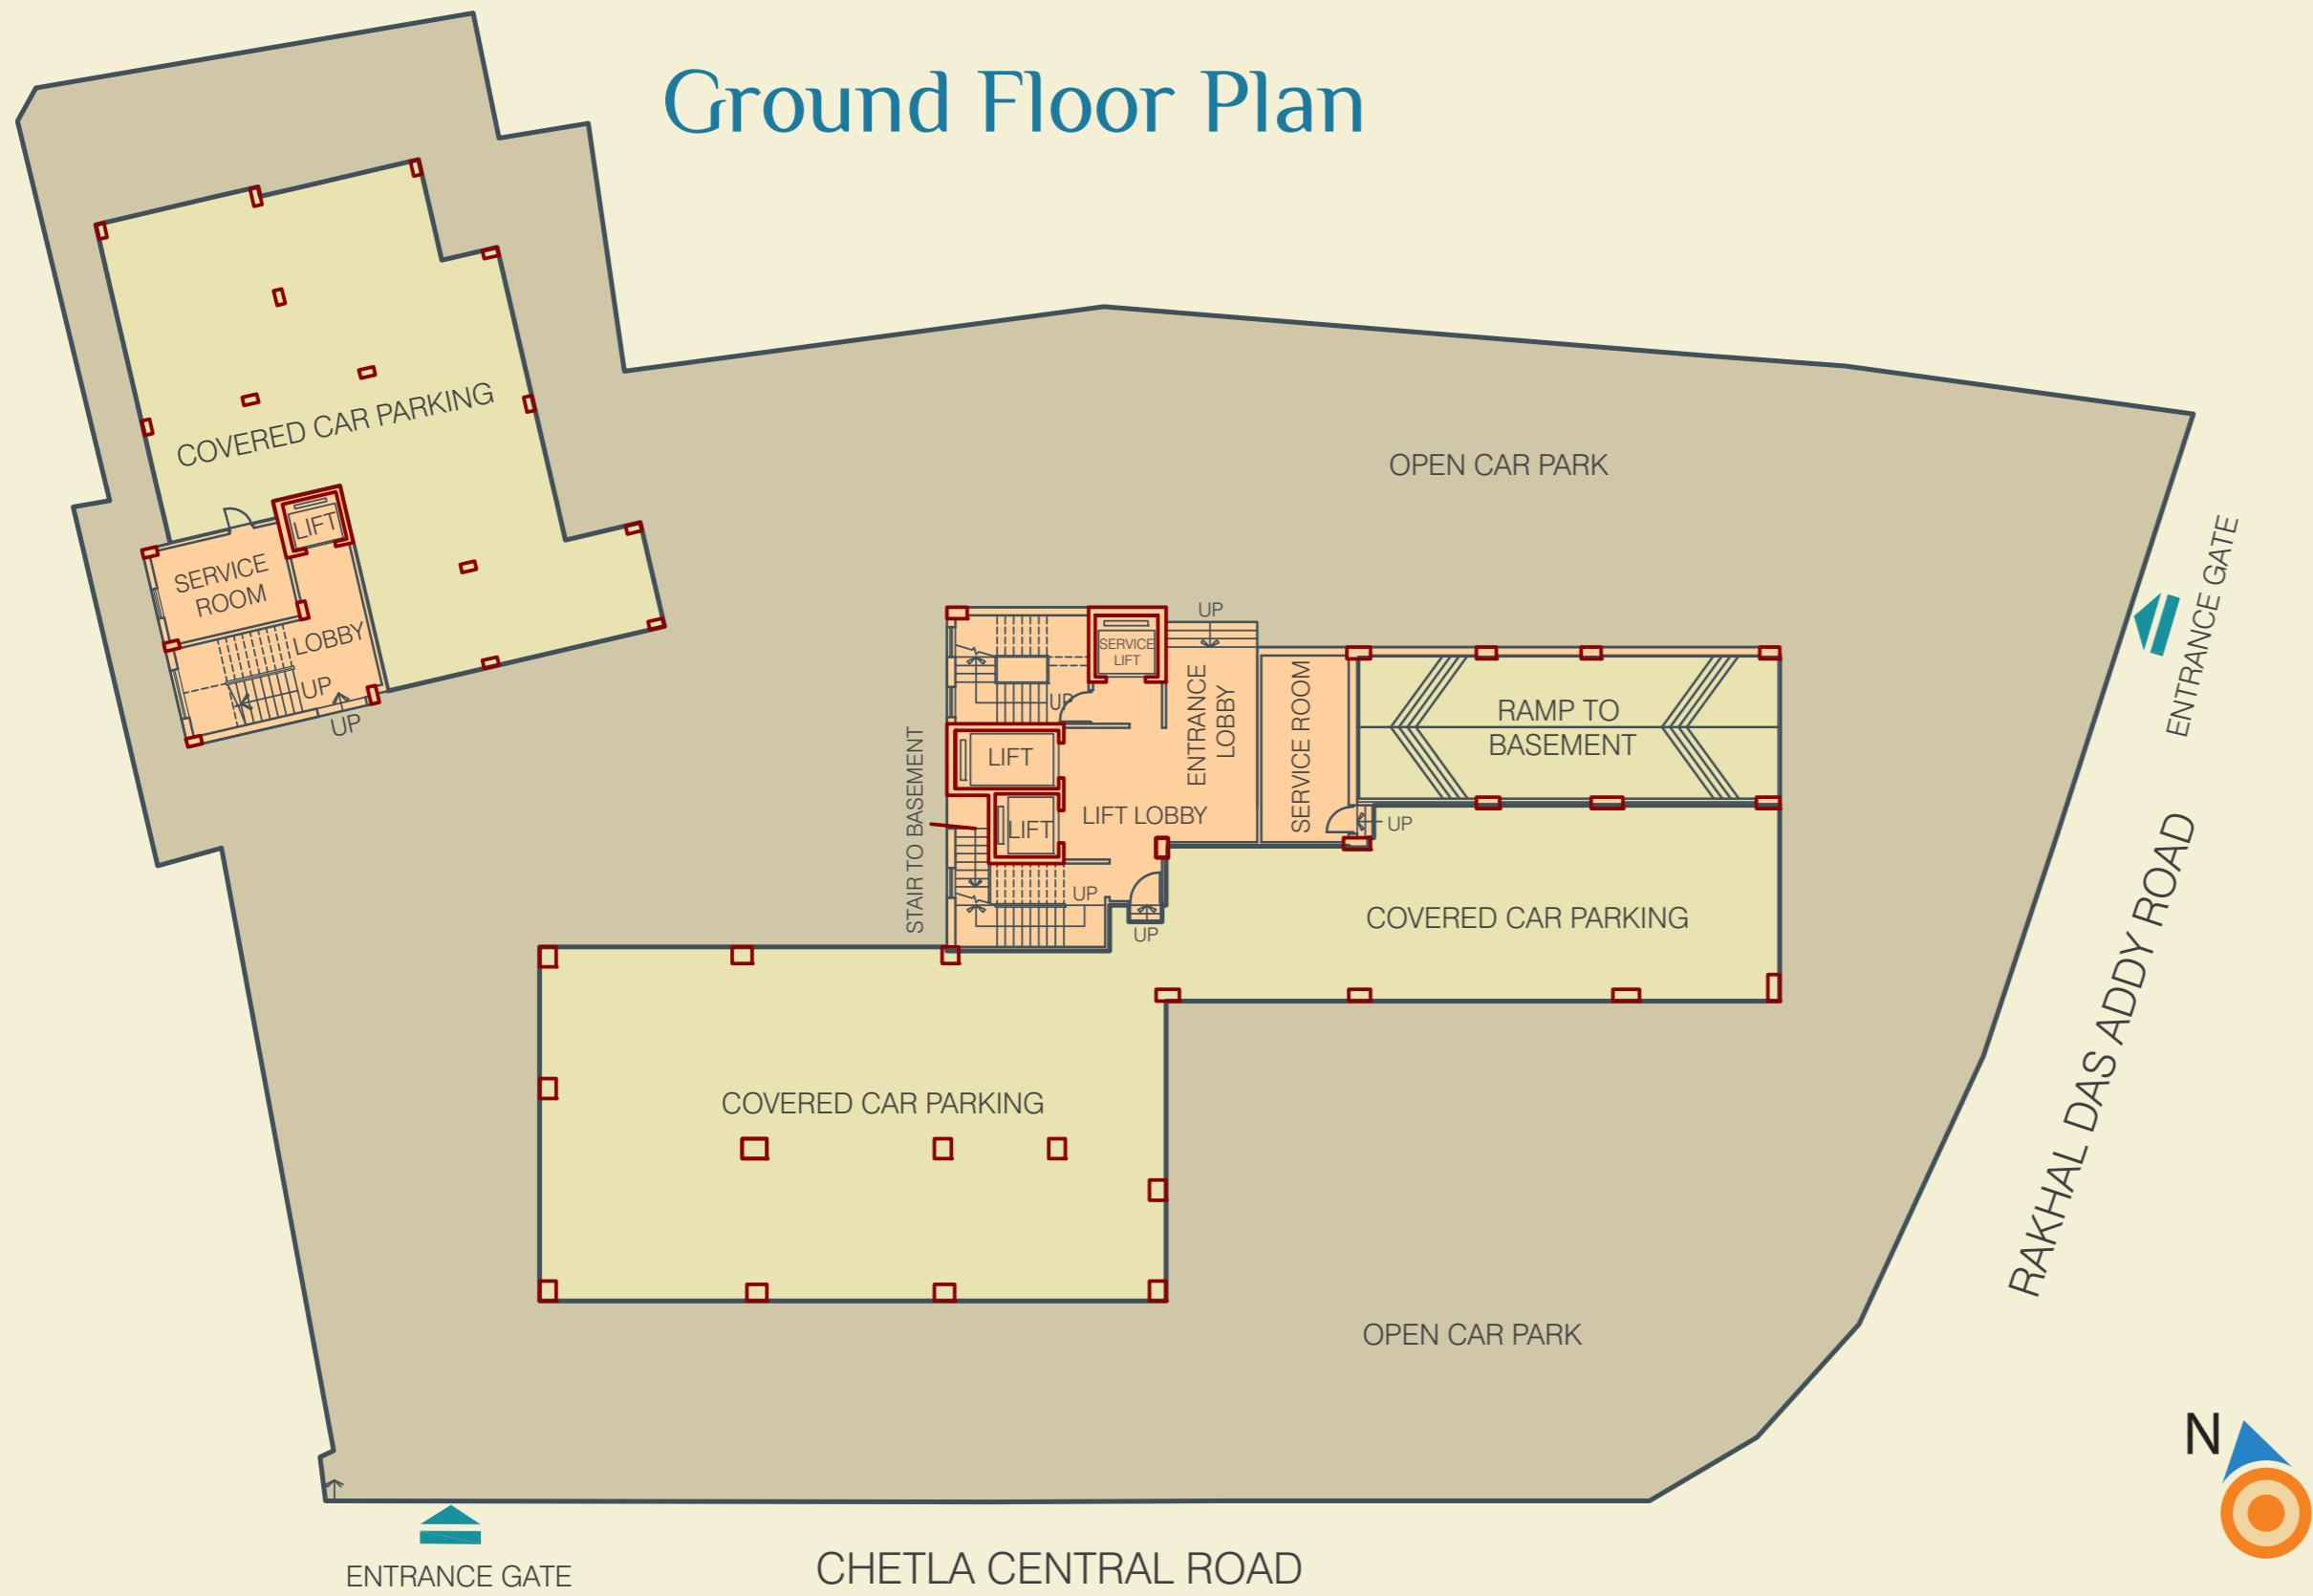 Ground Floor Plan
COVERED CAR PARKING
OPEN CAR PARK
LIFT
SERVICE
ROOM
LOBBY
UP
UP
ENTRANCE GATE
UP
SERVICE
LIFT
UP
ENTRANCE
LOBBY
SERVICE ROOM
RAMP TO
BASEMENT
STAIR TO BASEMENT
LIFT
LIFT
LIFT LOBBY
UP
UP
UP
COVERED CAR PARKING
RAKHAL DAS ADDY ROAD
COVERED CAR PARKING
OPEN CAR PARK
N
ENTRANCE GATE
CHETLA CENTRAL ROAD